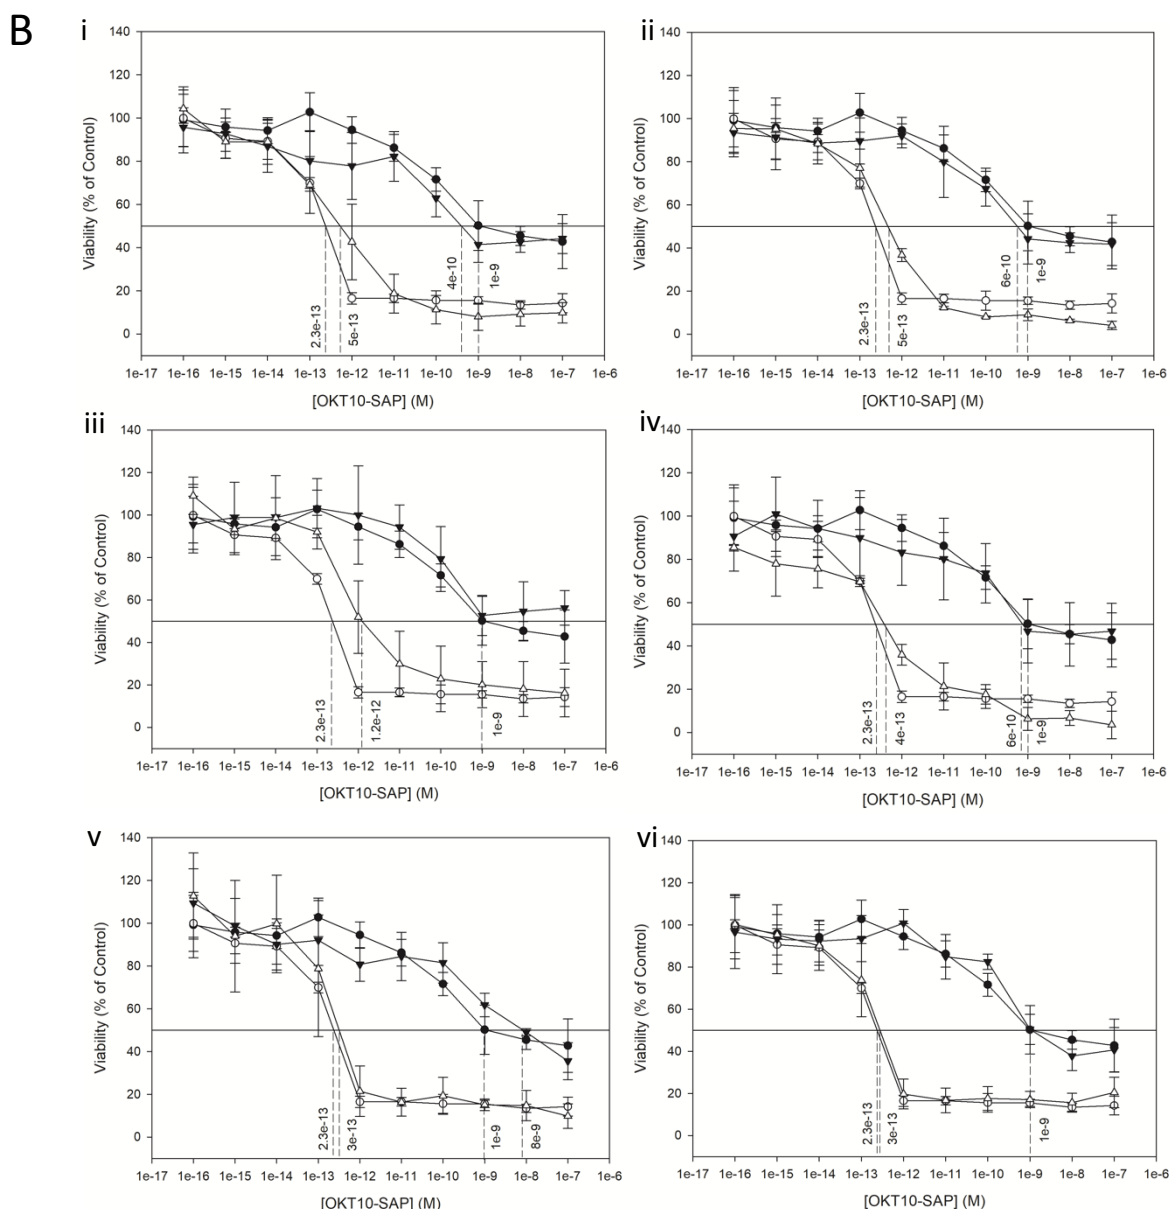 B
i
140
120
100
80
60
40
20
0
Viability (% of Control)
2.3e-13
5e-13
4e-10
1e-9
1e-17 1e-16 1e-15 1e-14 1e-13 1e-12 1e-11 1e-10 1e-9 1e-8 1e-7 1e-6
[OKT10-SAP] (M)
ii
140
120
100
80
60
40
20
0
Viability (% of Control)
2.3e-13
5e-13
6e-10
1e-9
1e-17 1e-16 1e-15 1e-14 1e-13 1e-12 1e-11 1e-10 1e-9 1e-8 1e-7 1e-6
[OKT10-SAP] (M)
iii
140
120
100
80
60
40
20
0
Viability (% of Control)
2.3e-13
1.2e-12
1e-9
1e-17 1e-16 1e-15 1e-14 1e-13 1e-12 1e-11 1e-10 1e-9 1e-8 1e-7 1e-6
[OKT10-SAP] (M)
iv
140
120
100
80
60
40
20
0
Viability (% of Control)
2.3e-13
4e-13
6e-10
1e-9
1e-17 1e-16 1e-15 1e-14 1e-13 1e-12 1e-11 1e-10 1e-9 1e-8 1e-7 1e-6
[OKT10-SAP] (M)
v
140
120
100
80
60
40
20
0
Viability (% of Control)
2.3e-13
3e-13
1e-9
8e-9
1e-17 1e-16 1e-15 1e-14 1e-13 1e-12 1e-11 1e-10 1e-9 1e-8 1e-7 1e-6
[OKT10-SAP] (M)
vi
140
120
100
80
60
40
20
0
Viability (% of Control)
2.3e-13
3e-13
1e-9
1e-17 1e-16 1e-15 1e-14 1e-13 1e-12 1e-11 1e-10 1e-9 1e-8 1e-7 1e-6
[OKT10-SAP] (M)